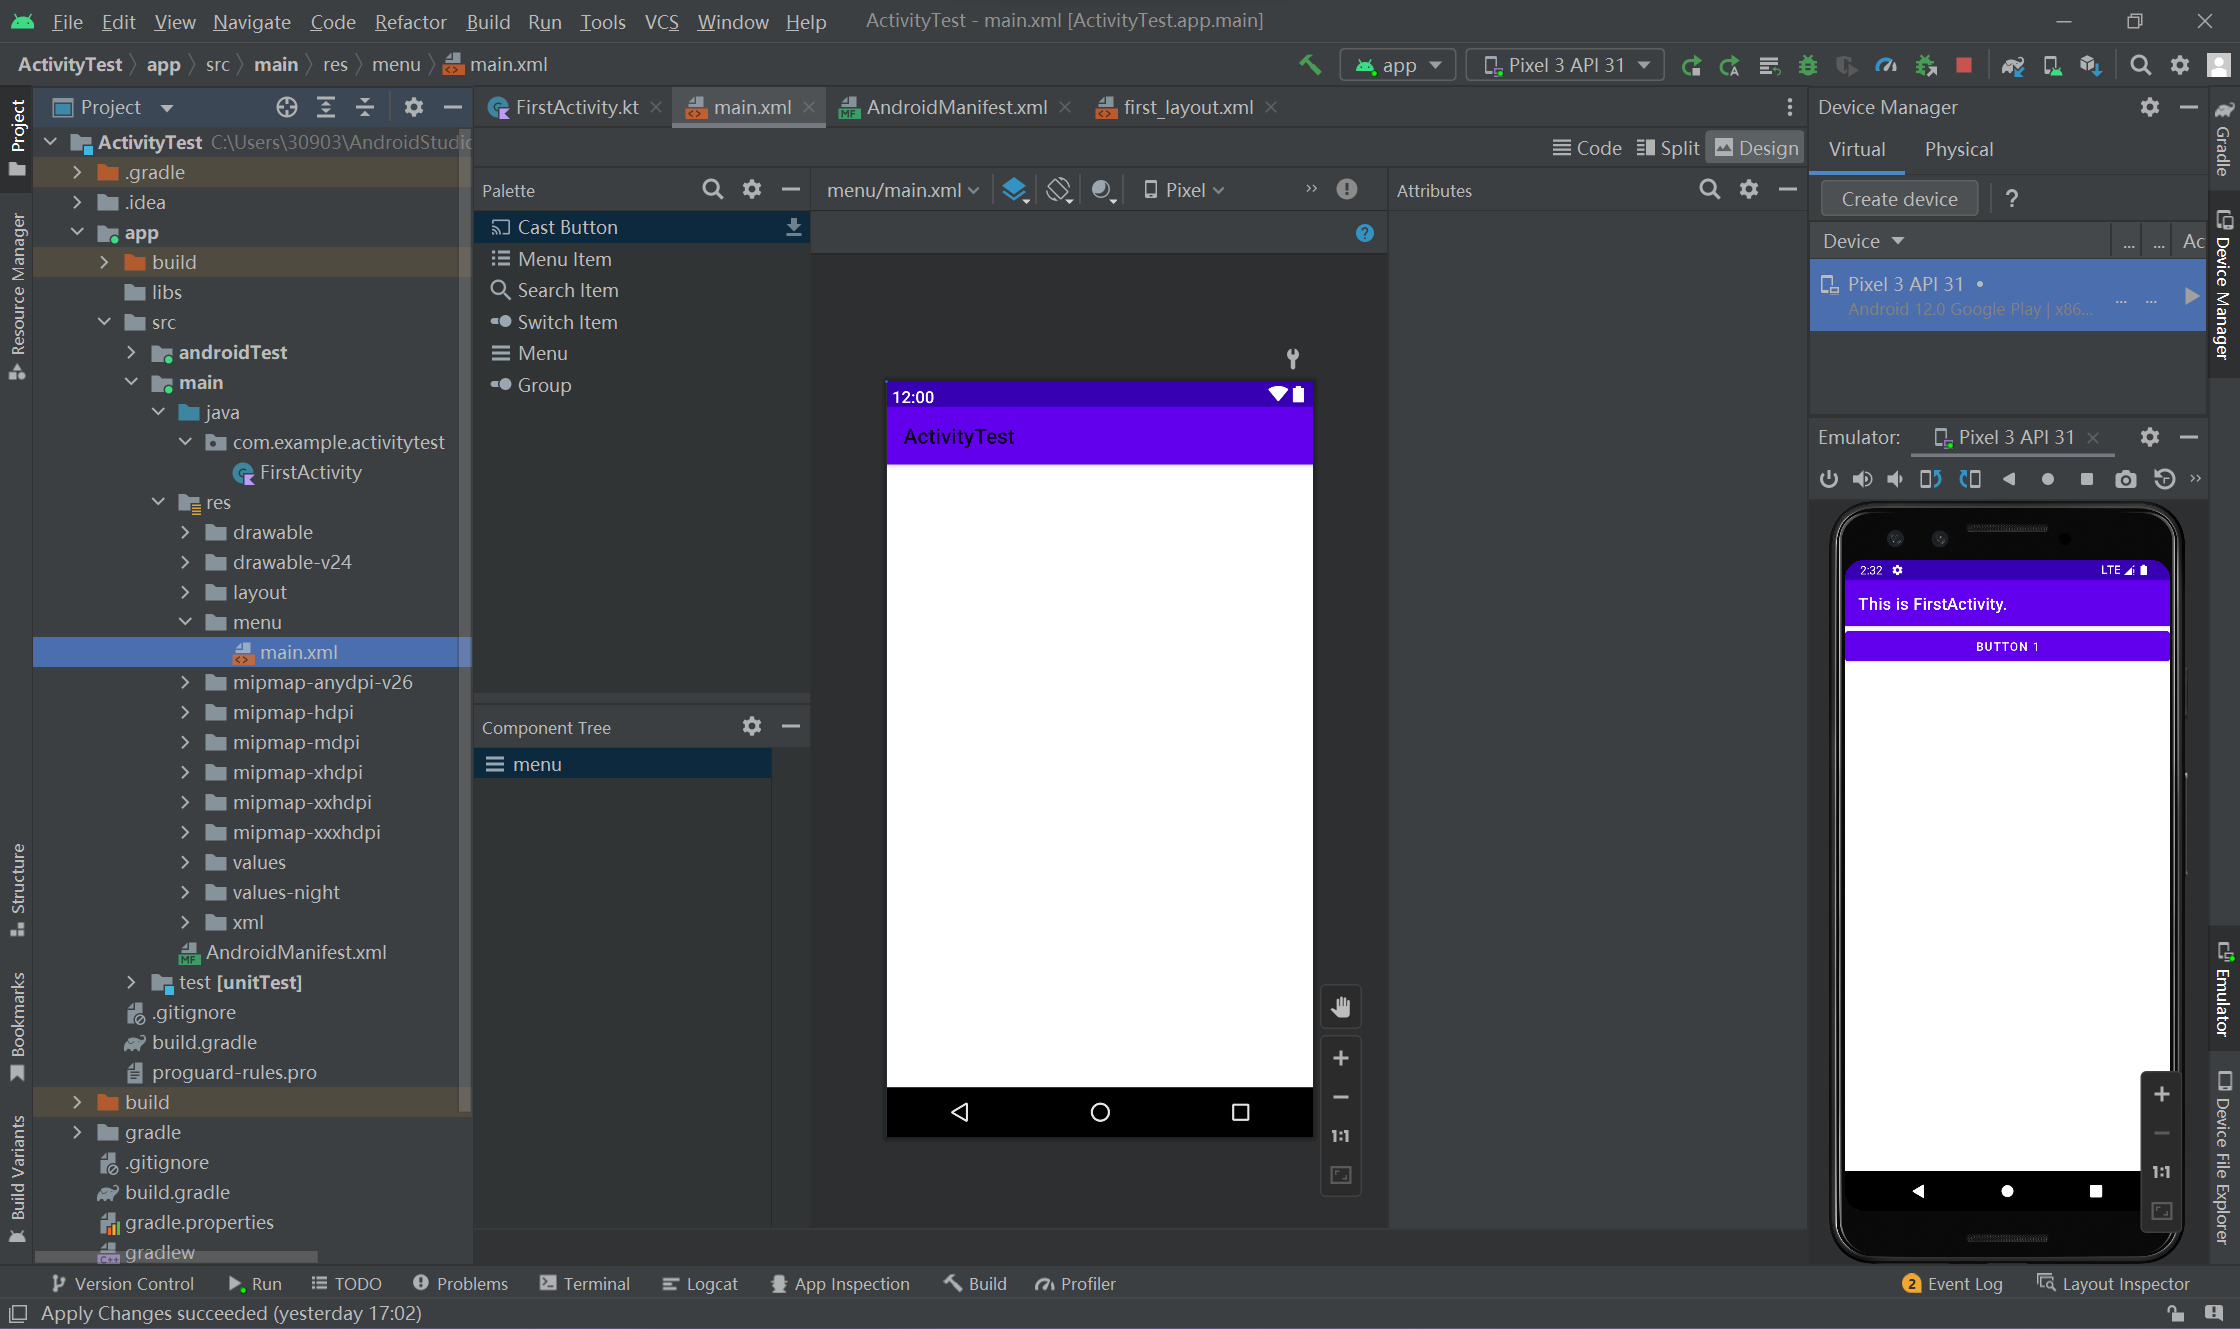 File Edit View Navigate Code Refactor Build Run Tools VCS Window Help ActivityTest - main.xml [ActivityTest.app.main]
ActivityTest app src main res menu main.xml app Pixel 3 API 31
Project
FirstActivity.kt main.xml AndroidManifest.xml first_layout.xml
Device Manager
Code Split Design
Virtual Physical
Create device ?
Device ... ... Ac
Pixel 3 API 31 •
Android 12.0 Google Play | x86...
... ...
Emulator: Pixel 3 API 31
2:32 LTE
This is FirstActivity.
BUTTON 1
1:1
Palette
Cast Button
Menu Item
Search Item
Switch Item
Menu
Group
Component Tree
menu
menu/main.xml Pixel
12:00
ActivityTest
1:1
Attributes
ActivityTest C:\Users\30903\AndroidStudio
.gradle
.idea
app
build
libs
src
androidTest
main
java
com.example.activitytest
FirstActivity
res
drawable
drawable-v24
layout
menu
main.xml
mipmap-anydpi-v26
mipmap-hdpi
mipmap-mdpi
mipmap-xhdpi
mipmap-xxhdpi
mipmap-xxxhdpi
values
values-night
xml
AndroidManifest.xml
test [unitTest]
.gitignore
build.gradle
proguard-rules.pro
build
gradle
.gitignore
build.gradle
gradle.properties
gradlew
Project
Resource Manager
Structure
Bookmarks
Build Variants
Gradle
Device Manager
Emulator
Device File Explorer
Version Control Run TODO Problems Terminal Logcat App Inspection Build Profiler 2 Event Log Layout Inspector
Apply Changes succeeded (yesterday 17:02)